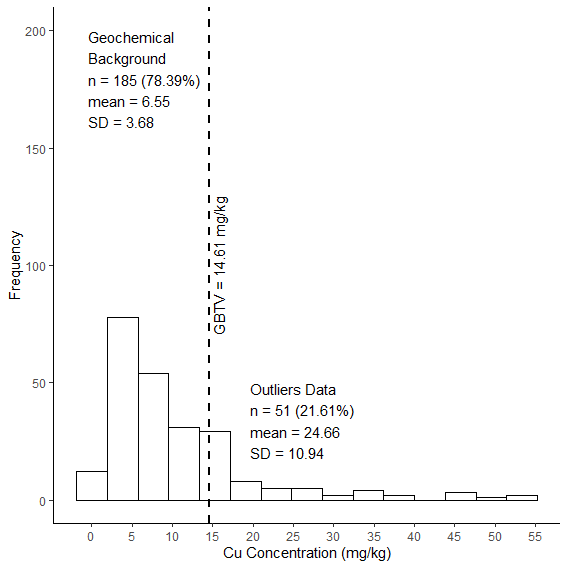 200
150
100
50
0
Frequency
Geochemical
Background
n = 185 (78.39%)
mean = 6.55
SD = 3.68
GBTV = 14.61 mg/kg
Outliers Data
n = 51 (21.61%)
mean = 24.66
SD = 10.94
0 5 10 15 20 25 30 35 40 45 50 55
Cu Concentration (mg/kg)